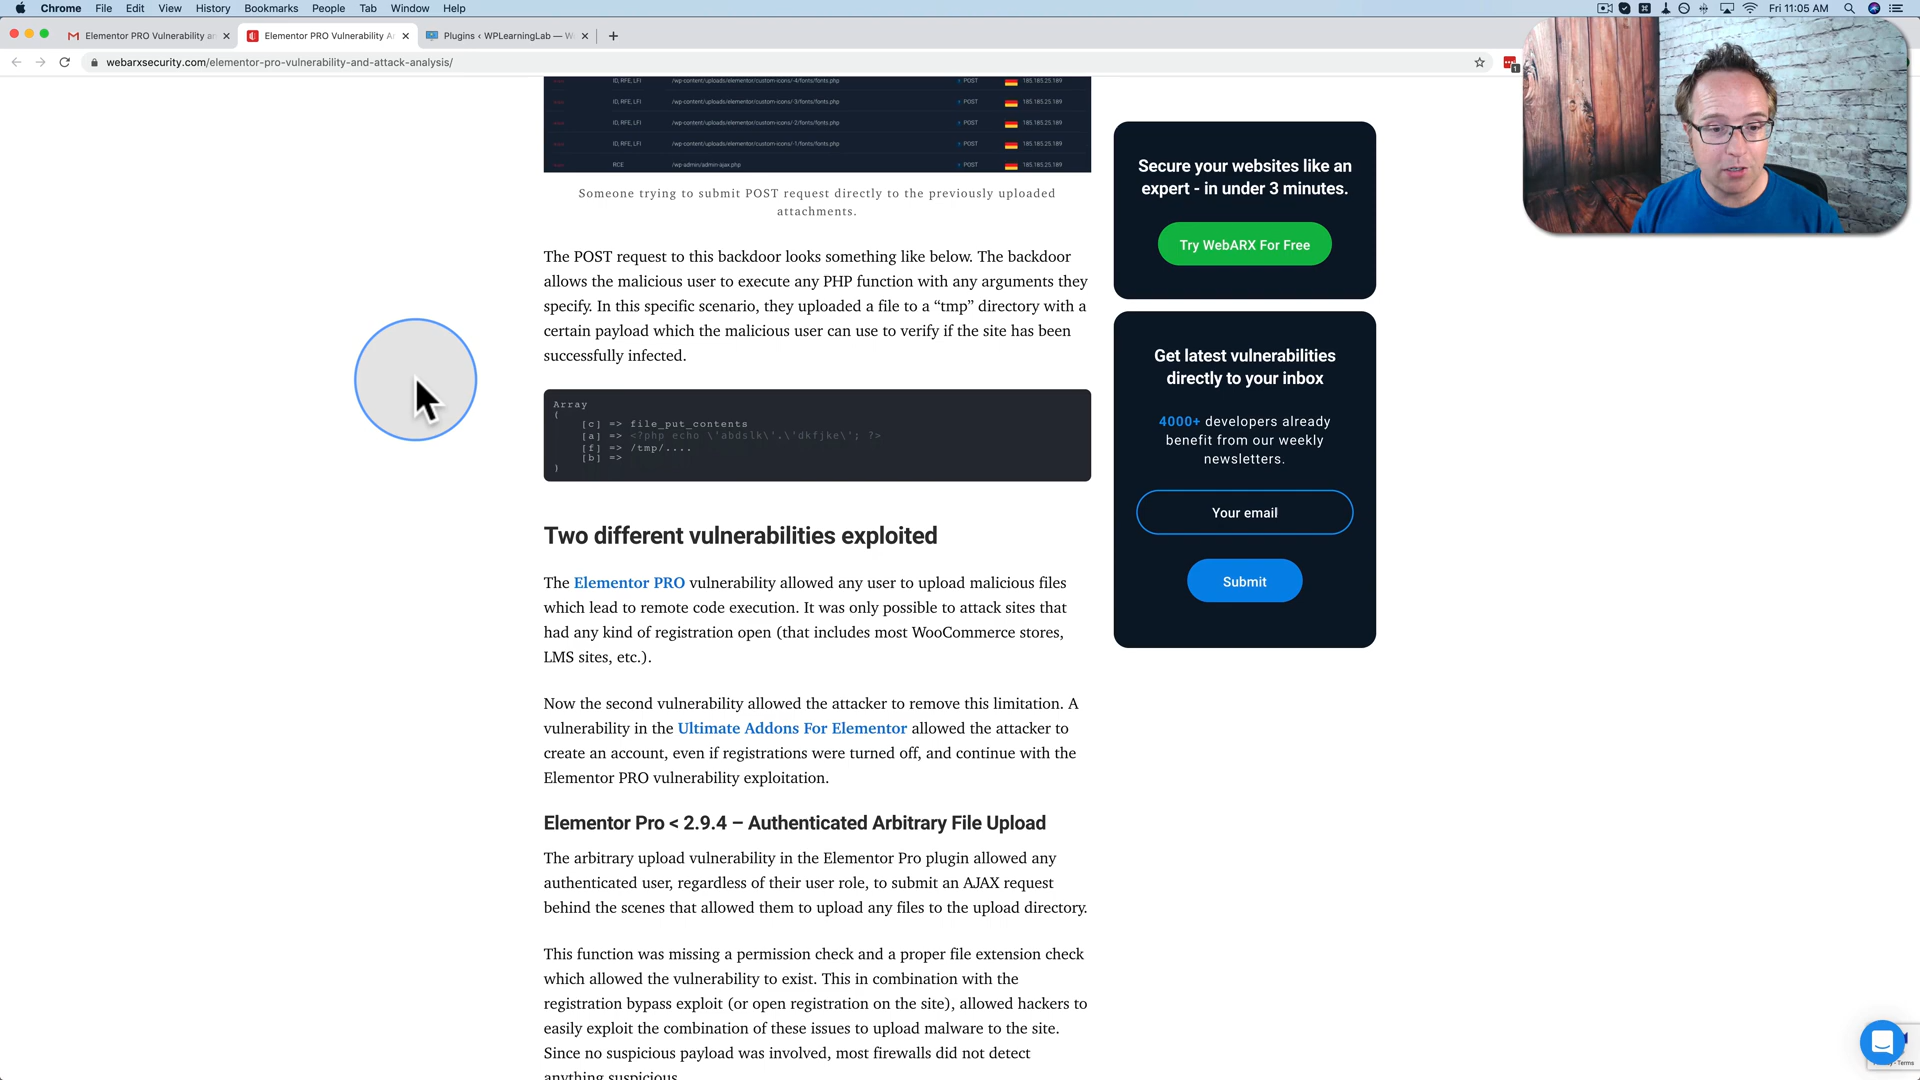 Chrome File Edit View History Bookmarks People Tab Window Help
Fri 11:05 AM
Elementor PRO Vulnerability an
Elementor PRO Vulnerability A
Plugins ‹ WPLearningLab — W
webarxsecurity.com/elementor-pro-vulnerability-and-attack-analysis/
ID, RFE, LFI /wp-content/uploads/elementor/custom-icons/-4/fonts/fonts.php POST 185.185.25.189
ID, RFE, LFI /wp-content/uploads/elementor/custom-icons/-3/fonts/fonts.php POST 185.185.25.189
ID, RFE, LFI /wp-content/uploads/elementor/custom-icons/-2/fonts/fonts.php POST 185.185.25.189
ID, RFE, LFI /wp-content/uploads/elementor/custom-icons/-1/fonts/fonts.php POST 185.185.25.189
RCE /wp-admin/admin-ajax.php POST 185.185.25.189
Someone trying to submit POST request directly to the previously uploaded
attachments.
The POST request to this backdoor looks something like below. The backdoor
allows the malicious user to execute any PHP function with any arguments they
specify. In this specific scenario, they uploaded a file to a “tmp” directory with a
certain payload which the malicious user can use to verify if the site has been
successfully infected.
Array
(
[c] => file_put_contents
[a] => <?php echo \'abdslk\'.\'dkfjke\'; ?>
[f] => /tmp/....
[b] =>
)
Two different vulnerabilities exploited
The Elementor PRO vulnerability allowed any user to upload malicious files
which lead to remote code execution. It was only possible to attack sites that
had any kind of registration open (that includes most WooCommerce stores,
LMS sites, etc.).
Now the second vulnerability allowed the attacker to remove this limitation. A
vulnerability in the Ultimate Addons For Elementor allowed the attacker to
create an account, even if registrations were turned off, and continue with the
Elementor PRO vulnerability exploitation.
Elementor Pro < 2.9.4 – Authenticated Arbitrary File Upload
The arbitrary upload vulnerability in the Elementor Pro plugin allowed any
authenticated user, regardless of their user role, to submit an AJAX request
behind the scenes that allowed them to upload any files to the upload directory.
This function was missing a permission check and a proper file extension check
which allowed the vulnerability to exist. This in combination with the
registration bypass exploit (or open registration on the site), allowed hackers to
easily exploit the combination of these issues to upload malware to the site.
Since no suspicious payload was involved, most firewalls did not detect
anything suspicious.
Secure your websites like an
expert - in under 3 minutes.
Try WebARX For Free
Get latest vulnerabilities
directly to your inbox
4000+ developers already
benefit from our weekly
newsletters.
Your email
Submit
Terms